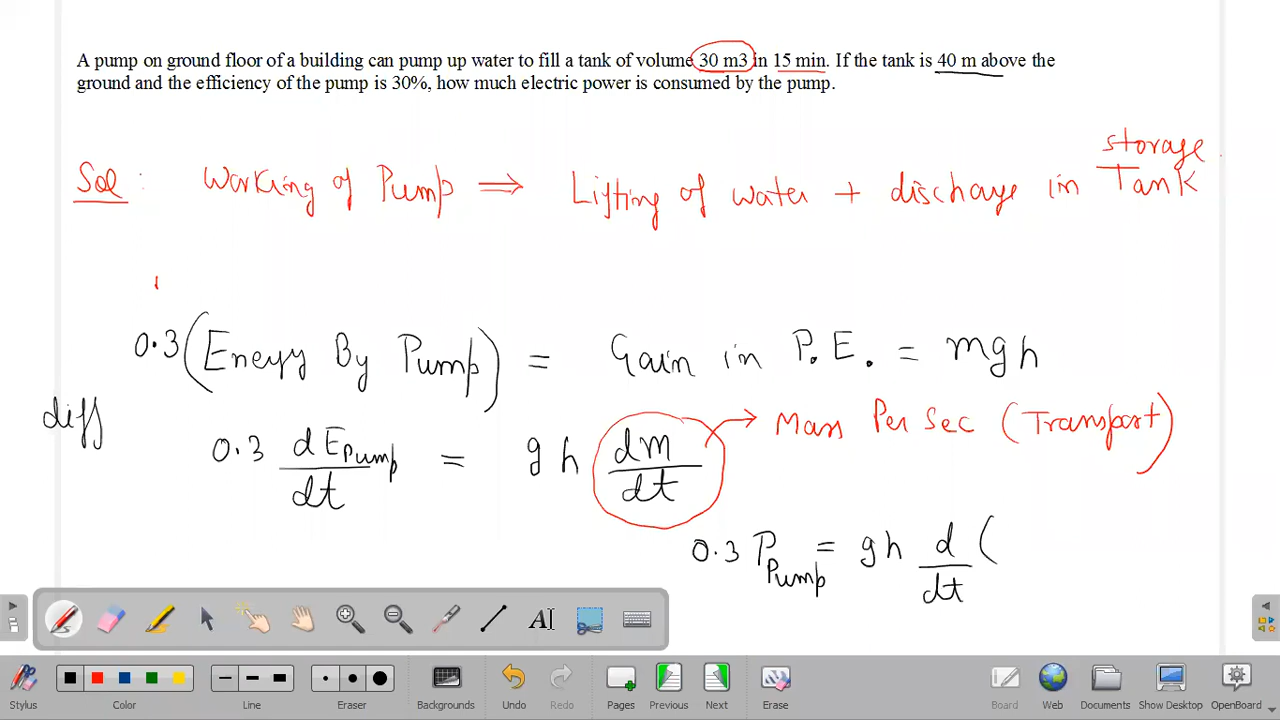 A pump on ground floor of a building can pump up water to fill a tank of volume 30 m3 in 15 min. If the tank is 40 m above the
ground and the efficiency of the pump is 30%, how much electric power is consumed by the pump.
Sol : Working of Pump ⇒ Lifting of water + discharge in storage Tank
0.3 (Energy By Pump) = Gain in P.E. = mgh
diff
0.3 dE_Pump/dt = gh dm/dt → Mass Per Sec (Transport)
0.3 P_Pump = gh d/dt (
Stylus
Color
Line
Eraser
Backgrounds
Undo
Redo
Pages
Previous
Next
Erase
Board
Web
Documents
Show Desktop
OpenBoard